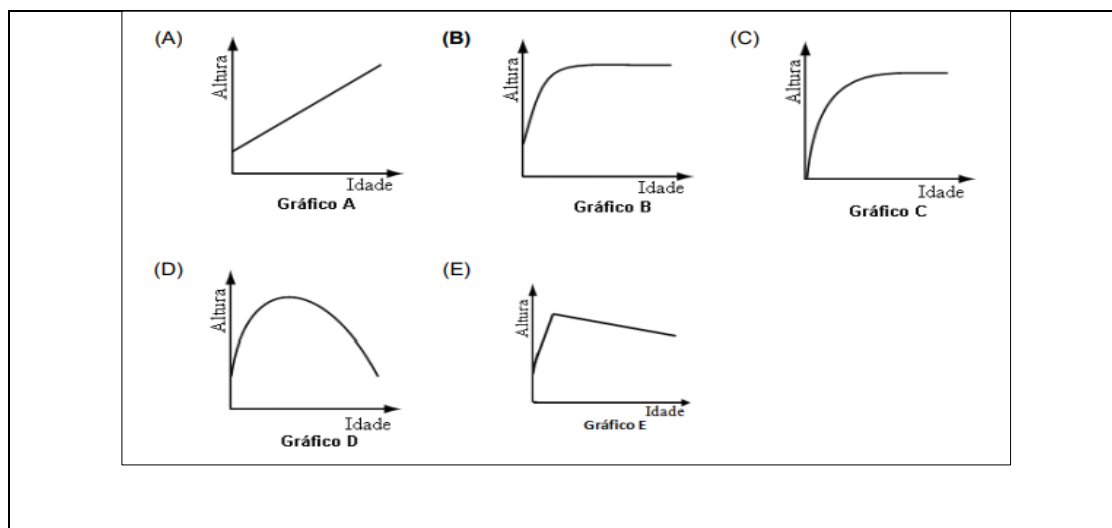 (A)
Altura
Idade
Gráfico A
(B)
Altura
Idade
Gráfico B
(C)
Altura
Idade
Gráfico C
(D)
Altura
Idade
Gráfico D
(E)
Altura
Idade
Gráfico E